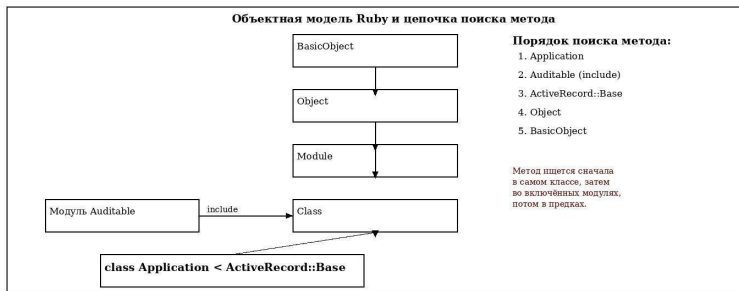 Объектная модель Ruby и цепочка поиска метода
BasicObject
Object
Module
Модуль Auditable
include
Class
class Application < ActiveRecord::Base
Порядок поиска метода:
1. Application
2. Auditable (include)
3. ActiveRecord::Base
4. Object
5. BasicObject
Метод ищется сначала
в самом классе, затем
во включённых модулях,
потом в предках.